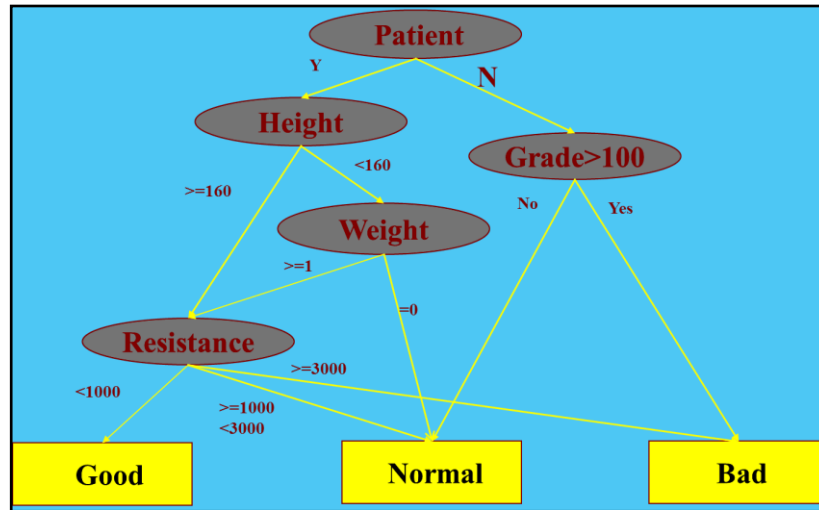 Patient
Y
N
Height
<160
Grade>100
>=160
No
Yes
Weight
>=1
=0
Resistance
>=3000
<1000
>=1000
<3000
Good
Normal
Bad